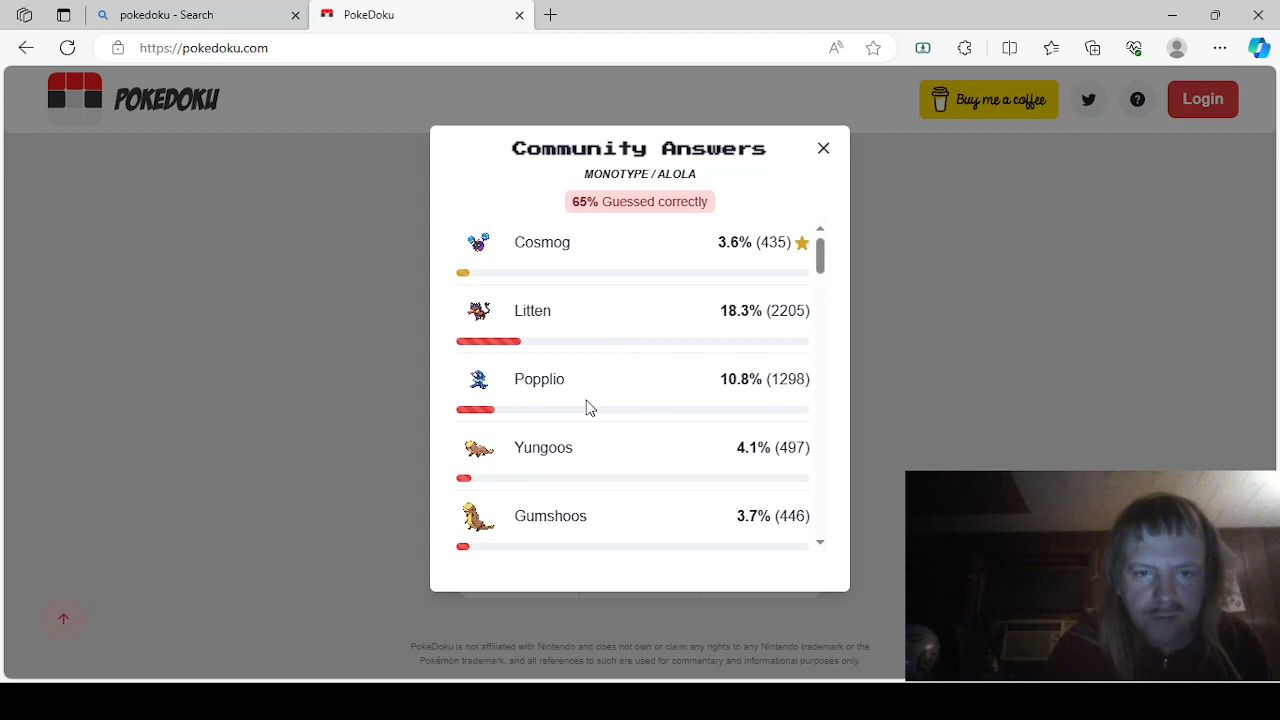 pokedoku - Search
PokeDoku
https://pokedoku.com
POKEDOKU
Buy me a coffee
Login
Community Answers
MONOTYPE / ALOLA
65% Guessed correctly
Cosmog 3.6% (435)
Litten 18.3% (2205)
Popplio 10.8% (1298)
Yungoos 4.1% (497)
Gumshoos 3.7% (446)
PokeDoku is not affiliated with Nintendo and does not own or claim any rights to any Nintendo trademark or the
Pokémon trademark, and all references to such are used for commentary and informational purposes only.